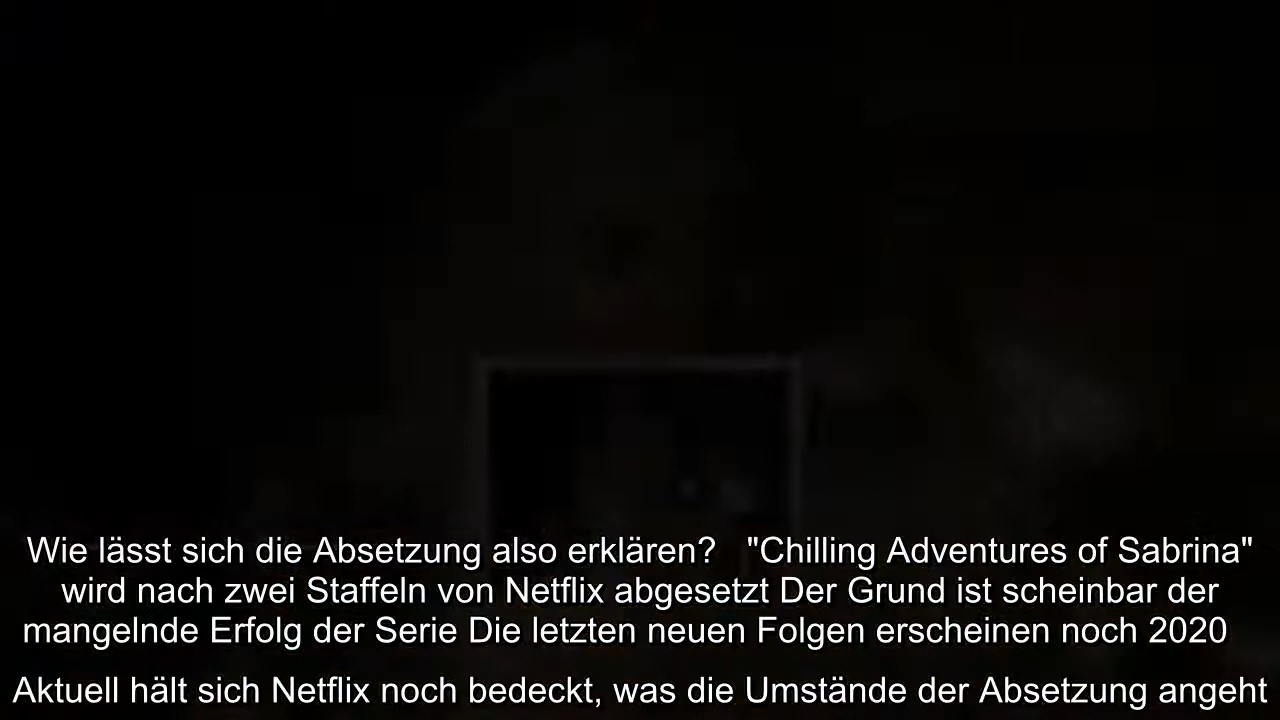 Wie lässt sich die Absetzung also erklären?   "Chilling Adventures of Sabrina"
wird nach zwei Staffeln von Netflix abgesetzt Der Grund ist scheinbar der
mangelnde Erfolg der Serie Die letzten neuen Folgen erscheinen noch 2020
Aktuell hält sich Netflix noch bedeckt, was die Umstände der Absetzung angeht